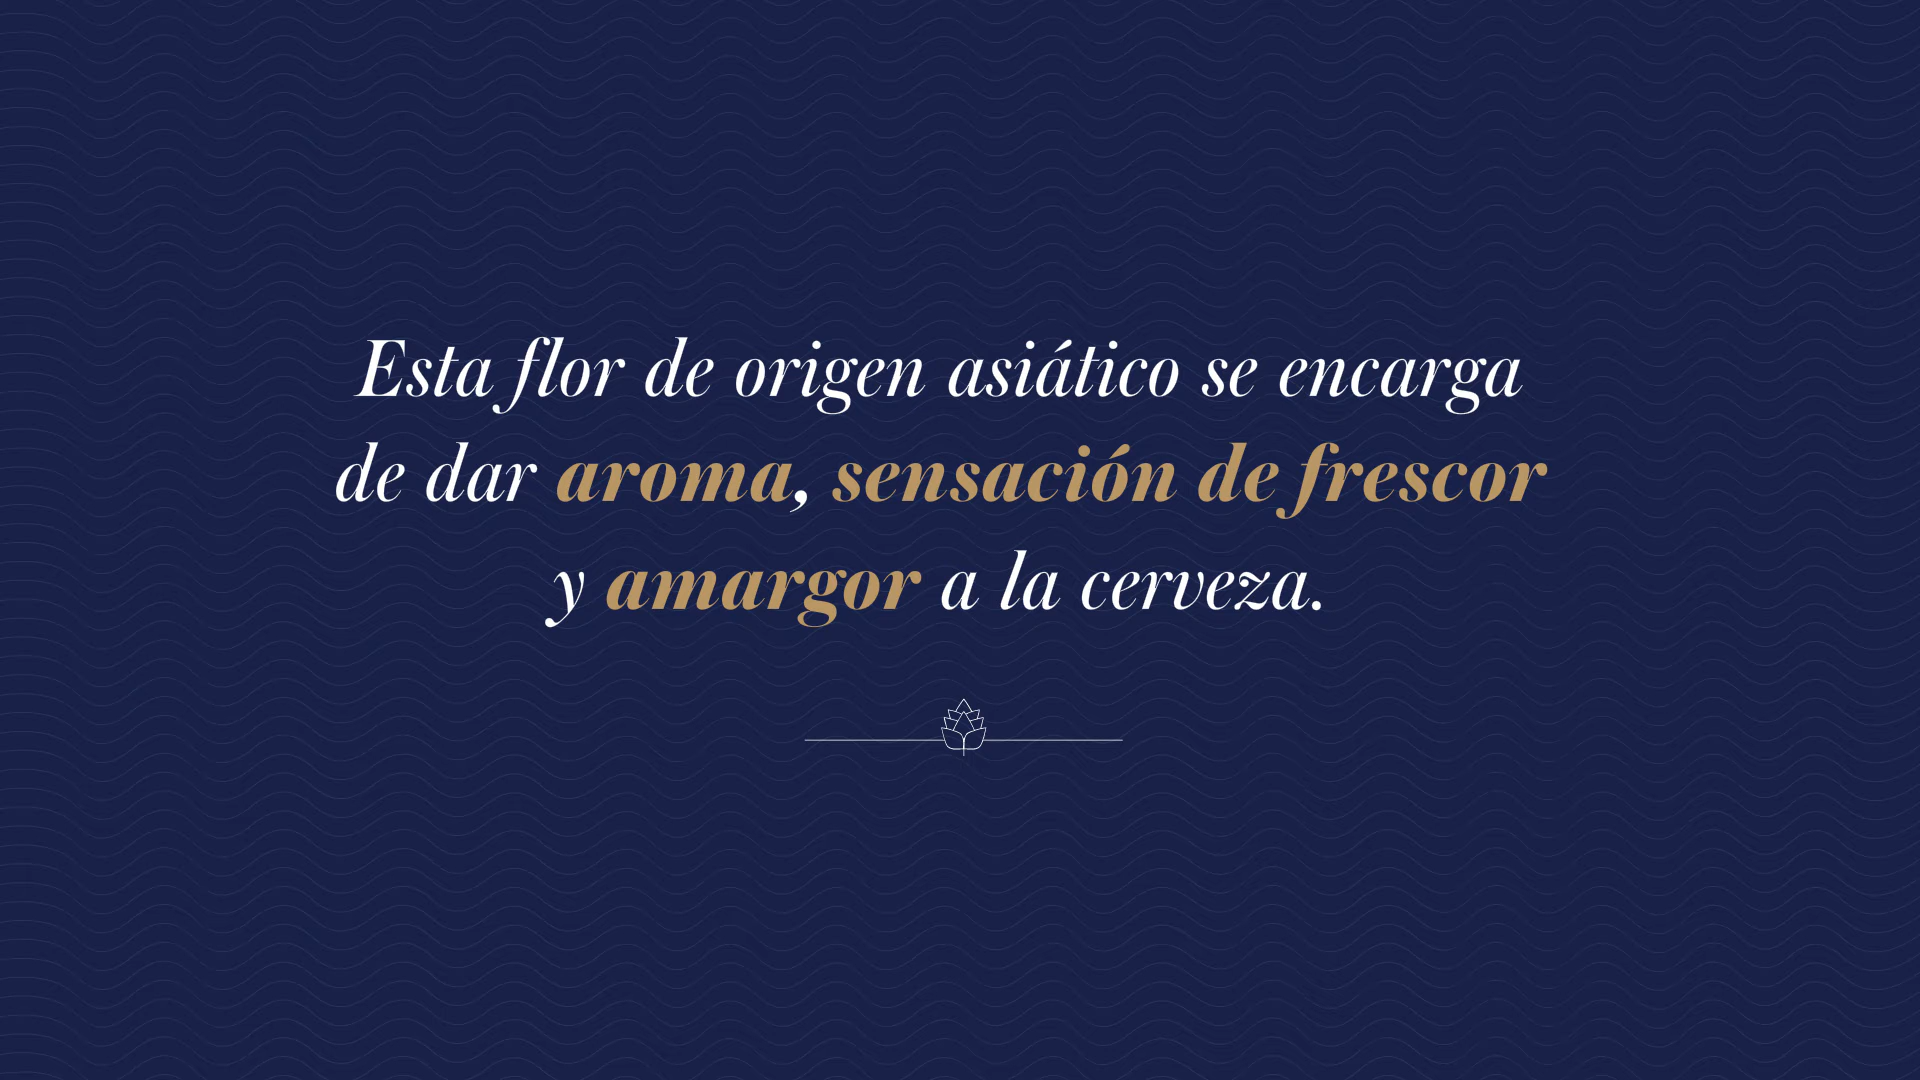 Esta flor de origen asiático se encarga
de dar aroma, sensación de frescor
y amargor a la cerveza.